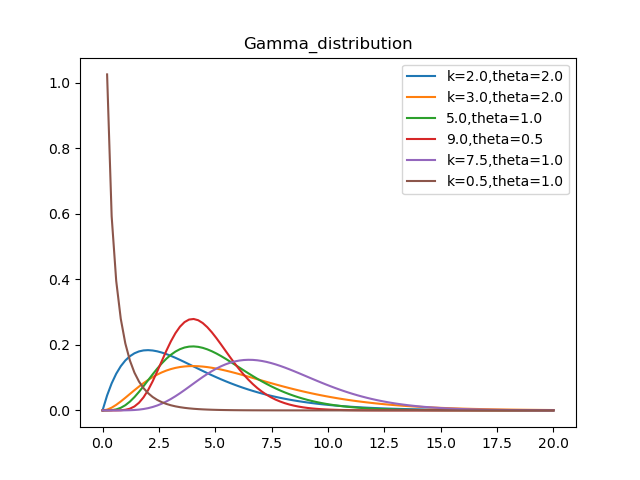 Gamma_distribution
k=2.0,theta=2.0
k=3.0,theta=2.0
5.0,theta=1.0
9.0,theta=0.5
k=7.5,theta=1.0
k=0.5,theta=1.0
1.0
0.8
0.6
0.4
0.2
0.0
0.0 2.5 5.0 7.5 10.0 12.5 15.0 17.5 20.0